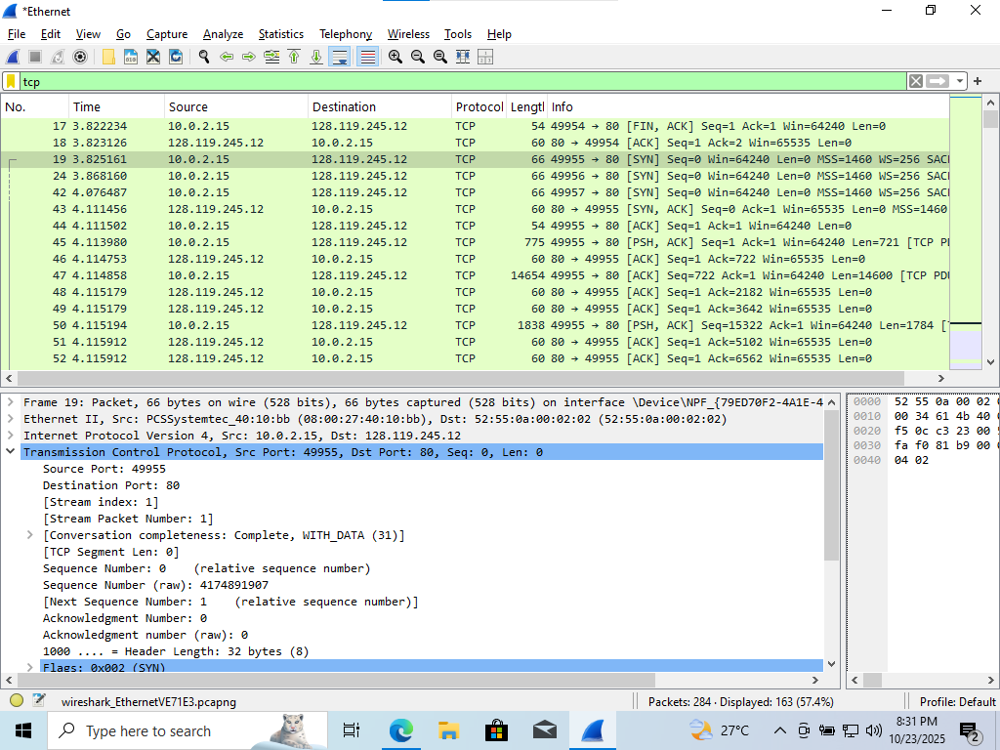 *Ethernet
File Edit View Go Capture Analyze Statistics Telephony Wireless Tools Help
tcp
No. Time Source Destination Protocol Lengtl Info
17 3.822234 10.0.2.15 128.119.245.12 TCP 54 49954 → 80 [FIN, ACK] Seq=1 Ack=1 Win=64240 Len=0
18 3.823126 128.119.245.12 10.0.2.15 TCP 60 80 → 49954 [ACK] Seq=1 Ack=2 Win=65535 Len=0
19 3.825161 10.0.2.15 128.119.245.12 TCP 66 49955 → 80 [SYN] Seq=0 Win=64240 Len=0 MSS=1460 WS=256 SACK
24 3.868160 10.0.2.15 128.119.245.12 TCP 66 49956 → 80 [SYN] Seq=0 Win=64240 Len=0 MSS=1460 WS=256 SACK
42 4.076487 10.0.2.15 128.119.245.12 TCP 66 49957 → 80 [SYN] Seq=0 Win=64240 Len=0 MSS=1460 WS=256 SACK
43 4.111456 128.119.245.12 10.0.2.15 TCP 60 80 → 49955 [SYN, ACK] Seq=0 Ack=1 Win=65535 Len=0 MSS=1460
44 4.111502 10.0.2.15 128.119.245.12 TCP 54 49955 → 80 [ACK] Seq=1 Ack=1 Win=64240 Len=0
45 4.113980 10.0.2.15 128.119.245.12 TCP 775 49955 → 80 [PSH, ACK] Seq=1 Ack=1 Win=64240 Len=721 [TCP PD
46 4.114753 128.119.245.12 10.0.2.15 TCP 60 80 → 49955 [ACK] Seq=1 Ack=722 Win=65535 Len=0
47 4.114858 10.0.2.15 128.119.245.12 TCP 14654 49955 → 80 [ACK] Seq=722 Ack=1 Win=64240 Len=14600 [TCP PDU
48 4.115179 128.119.245.12 10.0.2.15 TCP 60 80 → 49955 [ACK] Seq=1 Ack=2182 Win=65535 Len=0
49 4.115179 128.119.245.12 10.0.2.15 TCP 60 80 → 49955 [ACK] Seq=1 Ack=3642 Win=65535 Len=0
50 4.115194 10.0.2.15 128.119.245.12 TCP 1838 49955 → 80 [PSH, ACK] Seq=15322 Ack=1 Win=64240 Len=1784 [
51 4.115912 128.119.245.12 10.0.2.15 TCP 60 80 → 49955 [ACK] Seq=1 Ack=5102 Win=65535 Len=0
52 4.115912 128.119.245.12 10.0.2.15 TCP 60 80 → 49955 [ACK] Seq=1 Ack=6562 Win=65535 Len=0
Frame 19: Packet, 66 bytes on wire (528 bits), 66 bytes captured (528 bits) on interface \Device\NPF_{79ED70F2-4A1E-4
Ethernet II, Src: PCSSystemtec_40:10:bb (08:00:27:40:10:bb), Dst: 52:55:0a:00:02:02 (52:55:0a:00:02:02)
Internet Protocol Version 4, Src: 10.0.2.15, Dst: 128.119.245.12
Transmission Control Protocol, Src Port: 49955, Dst Port: 80, Seq: 0, Len: 0
Source Port: 49955
Destination Port: 80
[Stream index: 1]
[Stream Packet Number: 1]
[Conversation completeness: Complete, WITH_DATA (31)]
[TCP Segment Len: 0]
Sequence Number: 0 (relative sequence number)
Sequence Number (raw): 4174891907
[Next Sequence Number: 1 (relative sequence number)]
Acknowledgment Number: 0
Acknowledgment number (raw): 0
1000 .... = Header Length: 32 bytes (8)
Flags: 0x002 (SYN)
0000 52 55 0a 00 02 0
0010 00 34 61 4b 40 0
0020 f5 0c c3 23 00 5
0030 fa f0 81 b9 00 0
0040 04 02
wireshark_EthernetVE71E3.pcapng
Packets: 284 · Displayed: 163 (57.4%)
Profile: Default
Type here to search
27°C
8:31 PM
10/23/2025
2